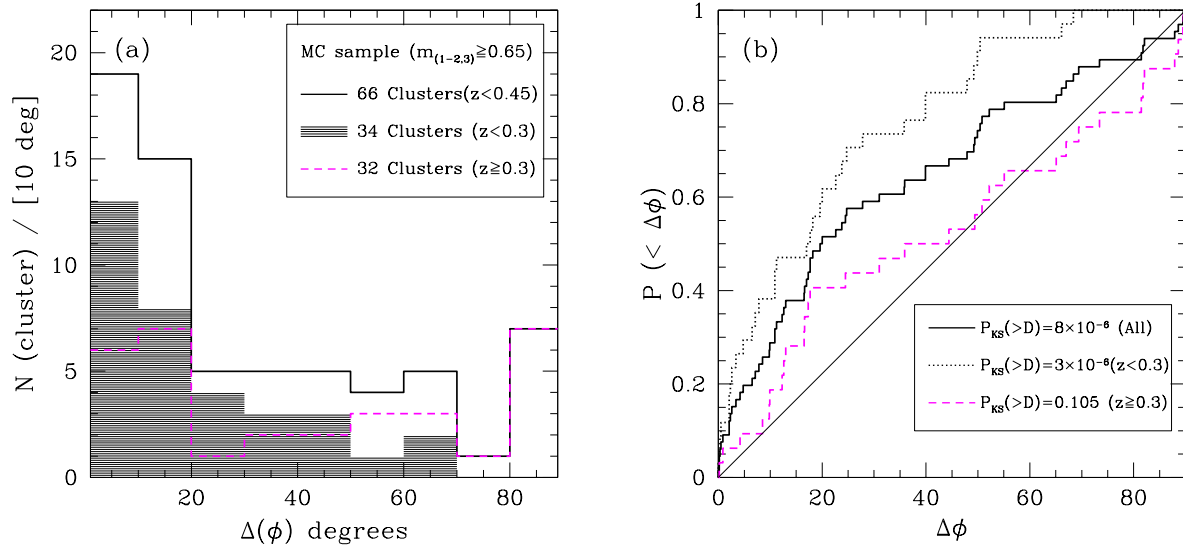 (a)
MC sample (m(1−2,3)≥0.65)
66 Clusters(z<0.45)
34 Clusters (z<0.3)
32 Clusters (z≥0.3)
N (cluster) / [10 deg]
20
15
10
5
0
20 40 60 80
Δ(ϕ) degrees
(b)
P (< Δϕ)
1
0.8
0.6
0.4
0.2
0
P_KS(>D)=8×10⁻⁶ (All)
P_KS(>D)=3×10⁻⁶(z<0.3)
P_KS(>D)=0.105 (z≥0.3)
0 20 40 60 80
Δϕ